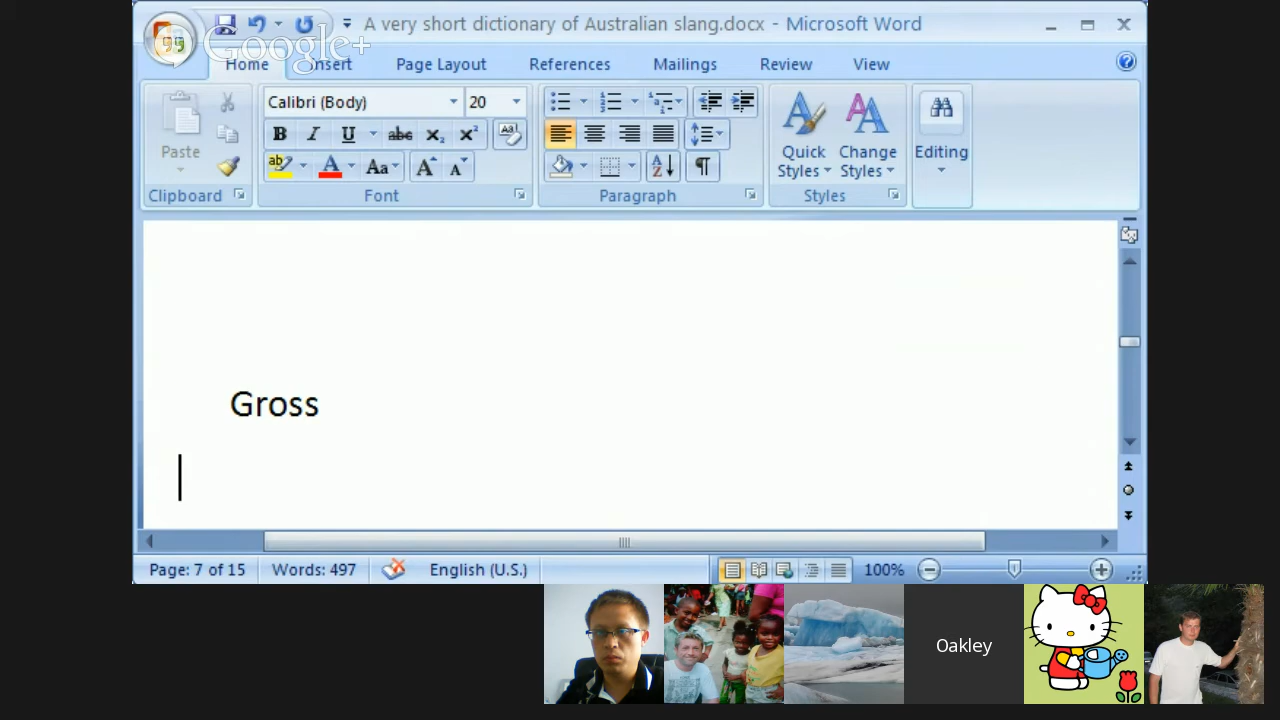 A very short dictionary of Australian slang.docx - Microsoft Word
Google+
Home Insert Page Layout References Mailings Review View
Calibri (Body) 20
Paste
B I U abc X₂ X² Aa
ab A Aa A A
A Z
Quick Styles
Change Styles
Editing
Clipboard Font Paragraph Styles
Gross
Page: 7 of 15 Words: 497 English (U.S.) 100%
Oakley